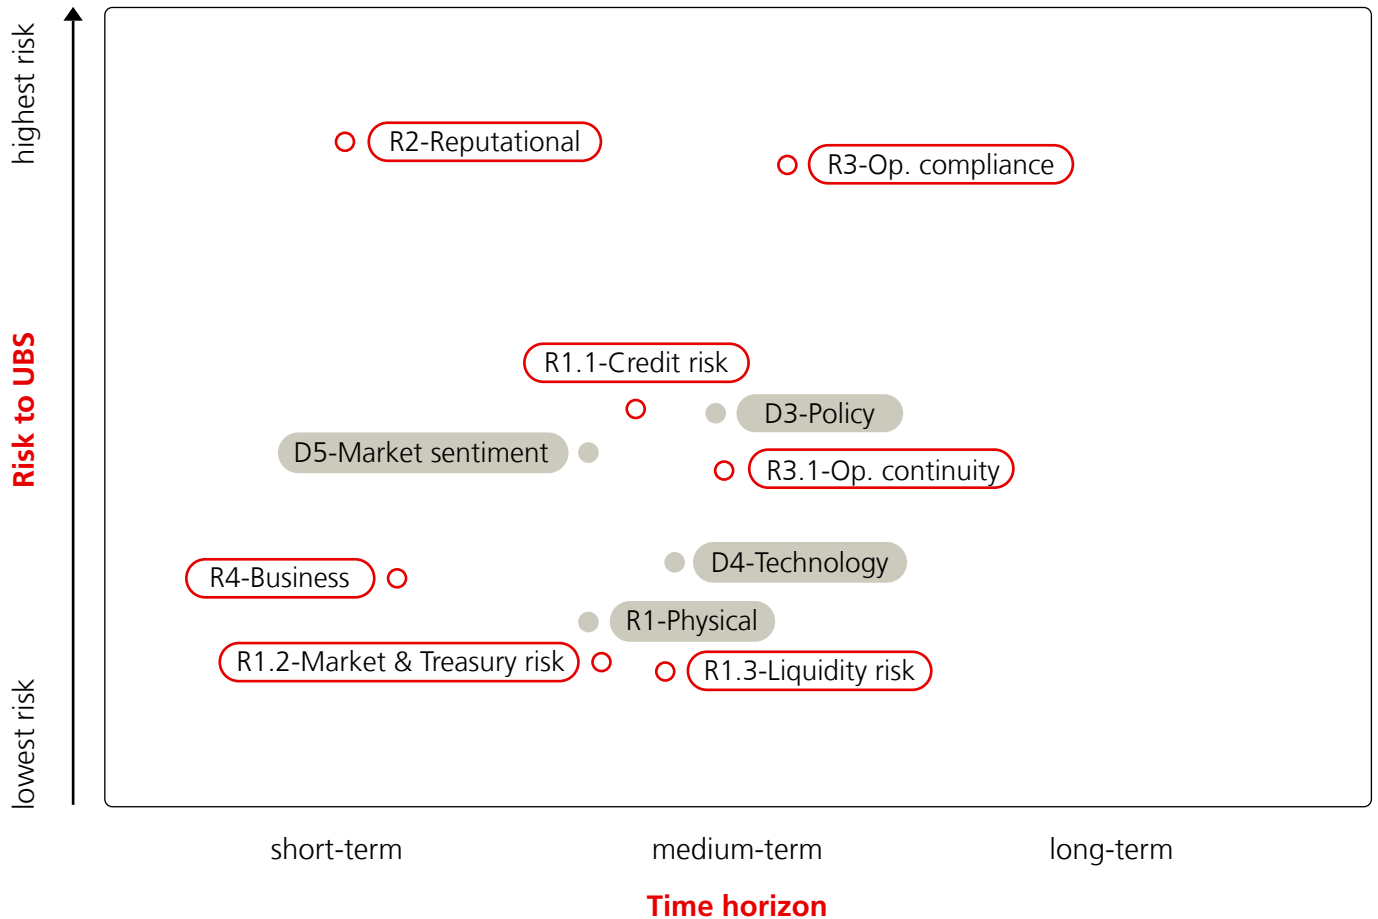 highest risk
R2-Reputational
R3-Op. compliance
Risk to UBS
R1.1-Credit risk
D3-Policy
D5-Market sentiment
R3.1-Op. continuity
D4-Technology
R4-Business
R1-Physical
R1.2-Market & Treasury risk
R1.3-Liquidity risk
lowest risk
short-term
medium-term
long-term
Time horizon